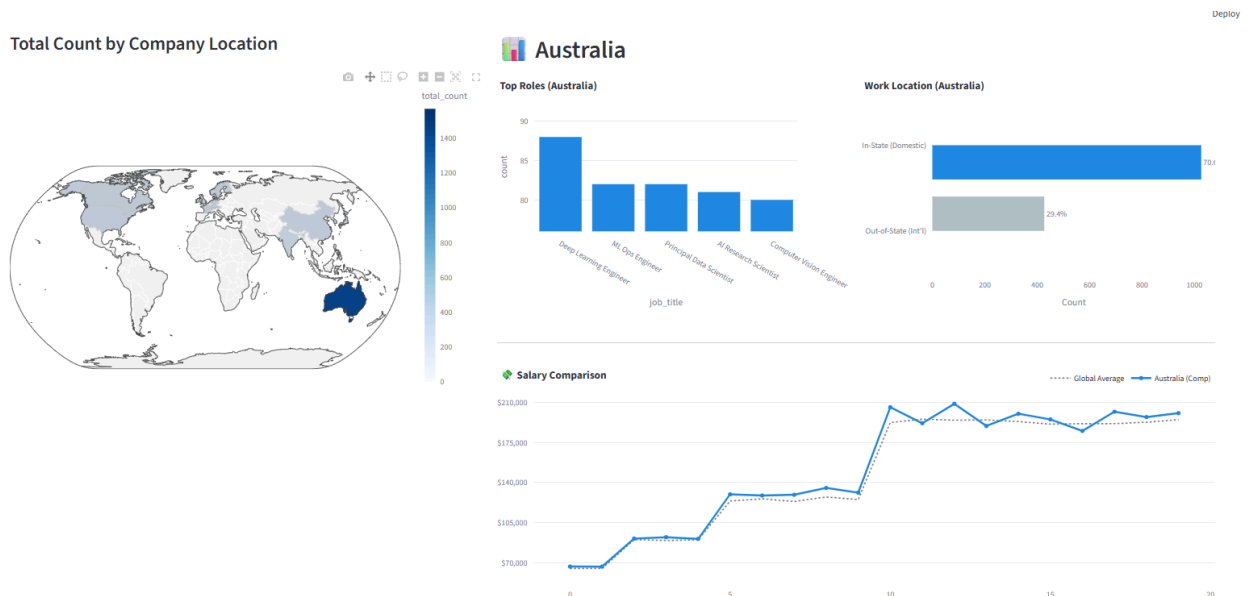 Deploy
Total Count by Company Location
total_count
1400
1200
1000
800
600
400
200
0
Australia
Top Roles (Australia)
90
85
80
count
Deep Learning Engineer
ML Ops Engineer
Principal Data Scientist
AI Research Scientist
Computer Vision Engineer
job_title
Work Location (Australia)
In-State (Domestic)
Out-of-State (Int'l)
70.
29.4%
0 200 400 600 800 1000
Count
Salary Comparison
Global Average Australia (Comp)
$210,000
$175,000
$140,000
$105,000
$70,000
0 5 10 15 20